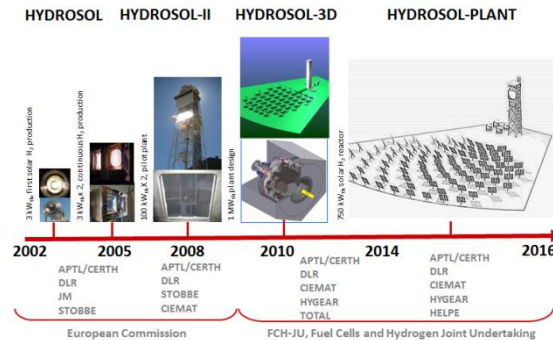 HYDROSOL
HYDROSOL-II
HYDROSOL-3D
HYDROSOL-PLANT
3 kWth, first solar H2 production
3 kWth X 2, continuous H2 production
100 kWth X 2, pilot plant
1 MWth plant design
750 kWth solar H2 reactor
2002
2005
2008
2010
2014
2016
APTL/CERTH
DLR
JM
STOBBE
APTL/CERTH
DLR
STOBBE
CIEMAT
APTL/CERTH
DLR
CIEMAT
HYGEAR
TOTAL
APTL/CERTH
DLR
CIEMAT
HYGEAR
HELPE
European Commission
FCH-JU, Fuel Cells and Hydrogen Joint Undertaking